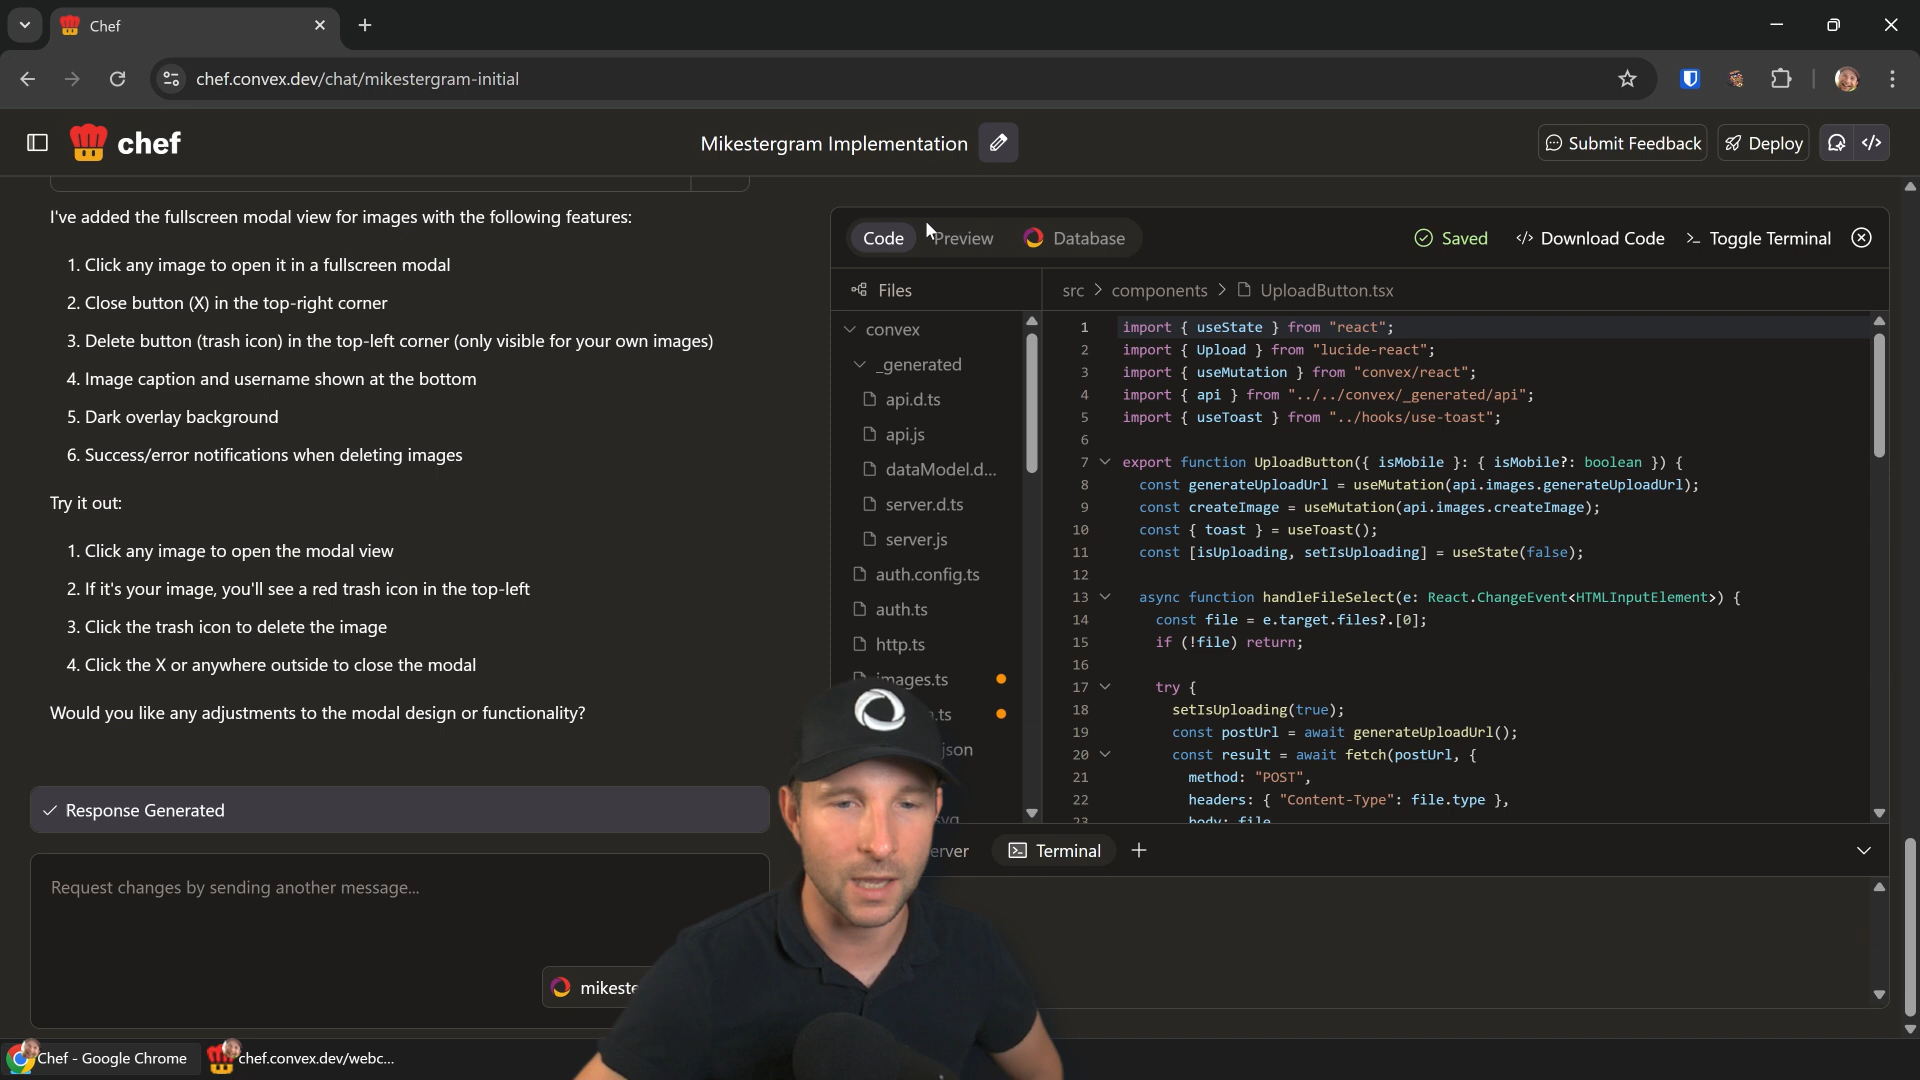 Chef
chef.convex.dev/chat/mikestergram-initial
chef
Mikestergram Implementation
Submit Feedback
Deploy
I've added the fullscreen modal view for images with the following features:
1. Click any image to open it in a fullscreen modal
2. Close button (X) in the top-right corner
3. Delete button (trash icon) in the top-left corner (only visible for your own images)
4. Image caption and username shown at the bottom
5. Dark overlay background
6. Success/error notifications when deleting images
Try it out:
1. Click any image to open the modal view
2. If it's your image, you'll see a red trash icon in the top-left
3. Click the trash icon to delete the image
4. Click the X or anywhere outside to close the modal
Would you like any adjustments to the modal design or functionality?
Response Generated
Request changes by sending another message...
mikeste
Code
Preview
Database
Saved
</> Download Code
Toggle Terminal
Files
convex
_generated
api.d.ts
api.js
dataModel.d...
server.d.ts
server.js
auth.config.ts
auth.ts
http.ts
images.ts
.ts
json
svg
src > components > UploadButton.tsx
1 import { useState } from "react";
2 import { Upload } from "lucide-react";
3 import { useMutation } from "convex/react";
4 import { api } from "../../convex/_generated/api";
5 import { useToast } from "../hooks/use-toast";
6
7 export function UploadButton({ isMobile }: { isMobile?: boolean }) {
8 const generateUploadUrl = useMutation(api.images.generateUploadUrl);
9 const createImage = useMutation(api.images.createImage);
10 const { toast } = useToast();
11 const [isUploading, setIsUploading] = useState(false);
12
13 async function handleFileSelect(e: React.ChangeEvent<HTMLInputElement>) {
14 const file = e.target.files?.[0];
15 if (!file) return;
16
17 try {
18 setIsUploading(true);
19 const postUrl = await generateUploadUrl();
20 const result = await fetch(postUrl, {
21 method: "POST",
22 headers: { "Content-Type": file.type },
23 body: file
erver
Terminal
Chef - Google Chrome
chef.convex.dev/webc...